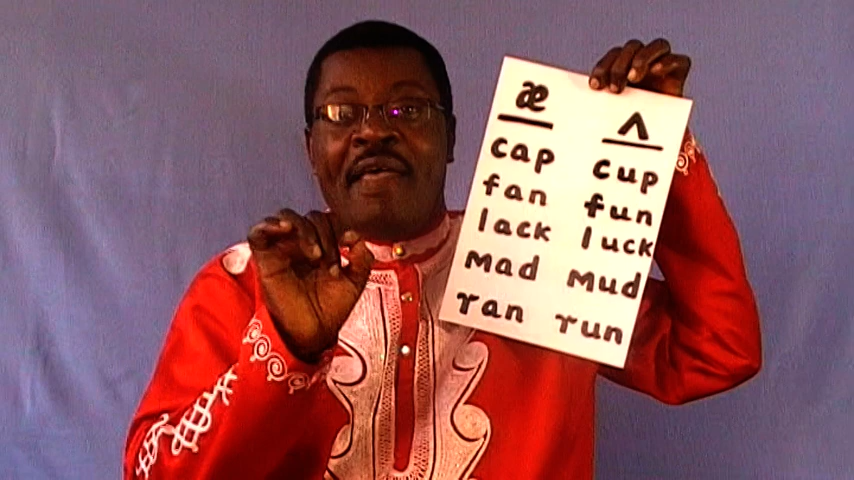 æ ʌ
cap cup
fan fun
lack luck
mad mud
ran run